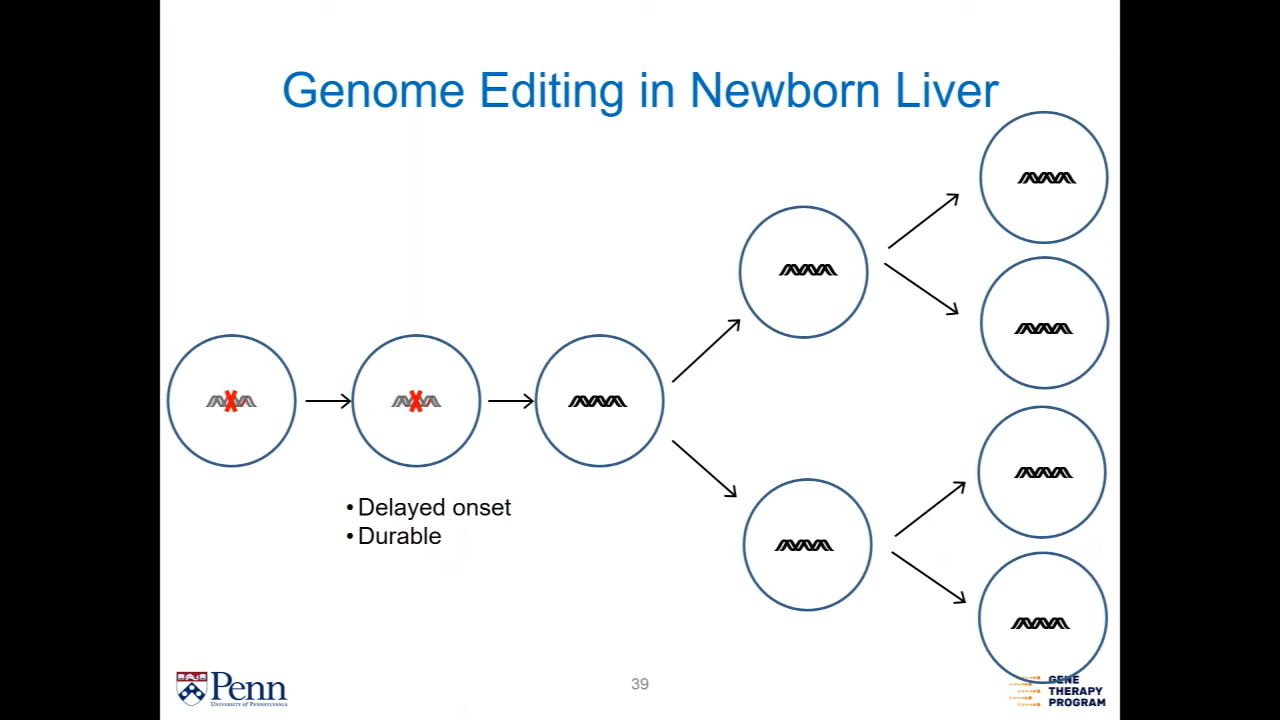 Genome Editing in Newborn Liver
• Delayed onset
• Durable
Penn
UNIVERSITY OF PENNSYLVANIA
39
GENE
THERAPY
PROGRAM